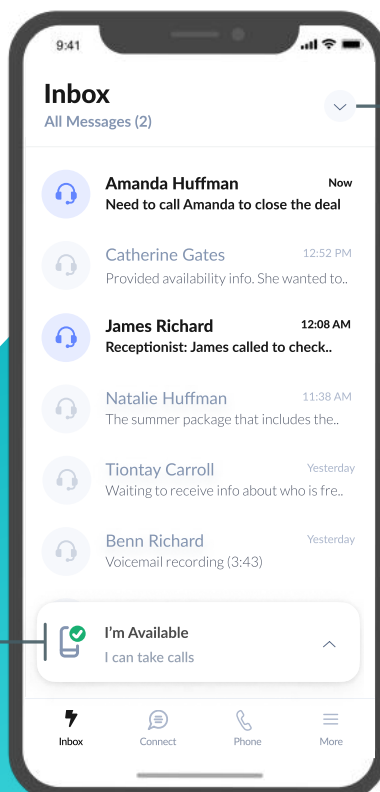 9:41
Inbox
All Messages (2)
Amanda Huffman Now
Need to call Amanda to close the deal
Catherine Gates 12:52 PM
Provided availability info. She wanted to..
James Richard 12:08 AM
Receptionist: James called to check..
Natalie Huffman 11:38 AM
The summer package that includes the..
Tiontay Carroll Yesterday
Waiting to receive info about who is fre..
Benn Richard Yesterday
Voicemail recording (3:43)
I'm Available
I can take calls
Inbox Connect Phone More